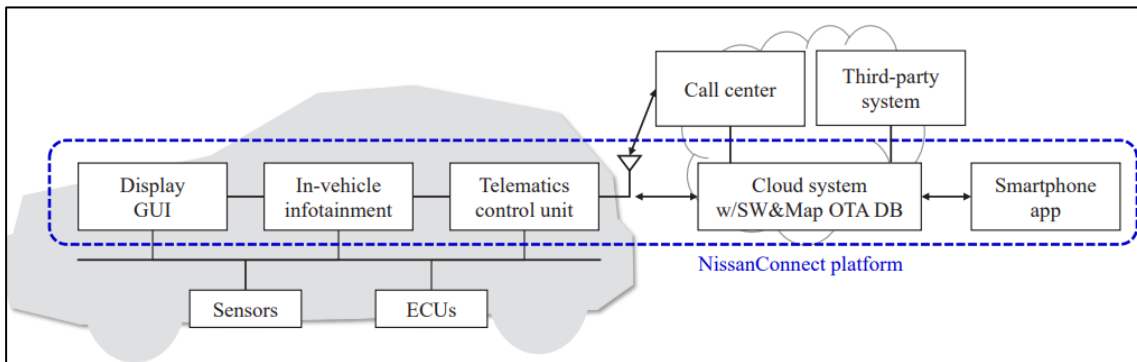 Call center
Third-party
system
Display
GUI
In-vehicle
infotainment
Telematics
control unit
Cloud system
w/SW&Map OTA DB
Smartphone
app
NissanConnect platform
Sensors
ECUs